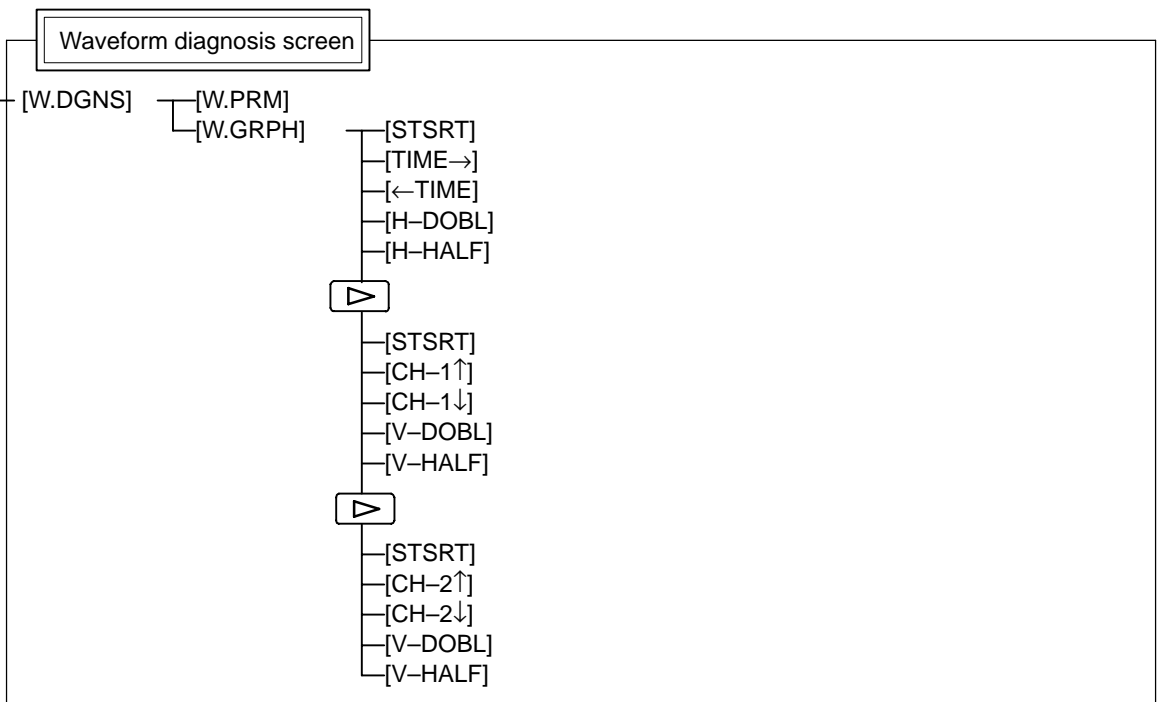 Waveform diagnosis screen
[W.DGNS] [W.PRM]
[W.GRPH] [STSRT]
[TIME→]
[←TIME]
[H–DOBL]
[H–HALF]
[STSRT]
[CH–1↑]
[CH–1↓]
[V–DOBL]
[V–HALF]
[STSRT]
[CH–2↑]
[CH–2↓]
[V–DOBL]
[V–HALF]